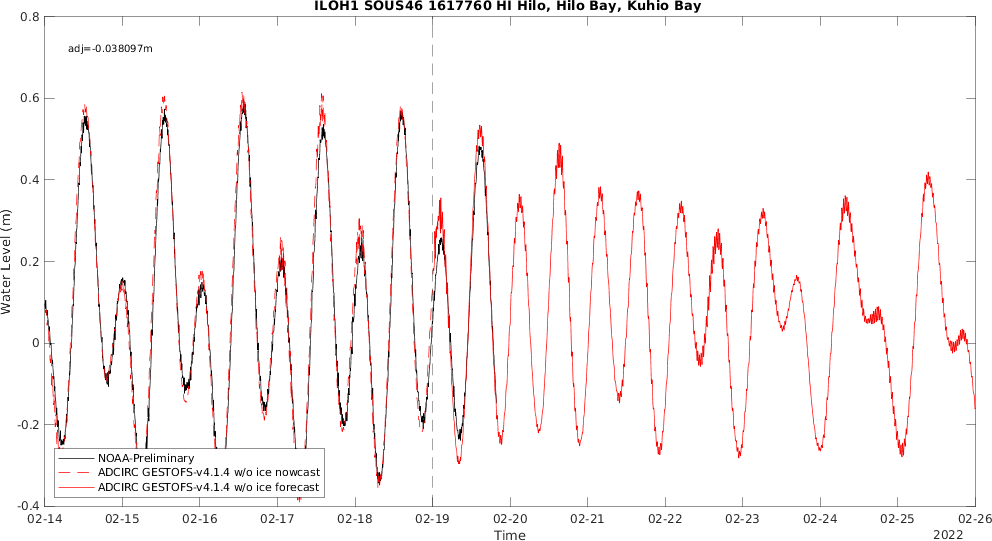 ILOH1 SOUS46 1617760 HI Hilo, Hilo Bay, Kuhio Bay
adj=-0.038097m
Water Level (m)
0.8
0.6
0.4
0.2
0
-0.2
-0.4
NOAA-Preliminary
ADCIRC GESTOFS-v4.1.4 w/o ice nowcast
ADCIRC GESTOFS-v4.1.4 w/o ice forecast
02-14 02-15 02-16 02-17 02-18 02-19 02-20 02-21 02-22 02-23 02-24 02-25 02-26
Time
2022